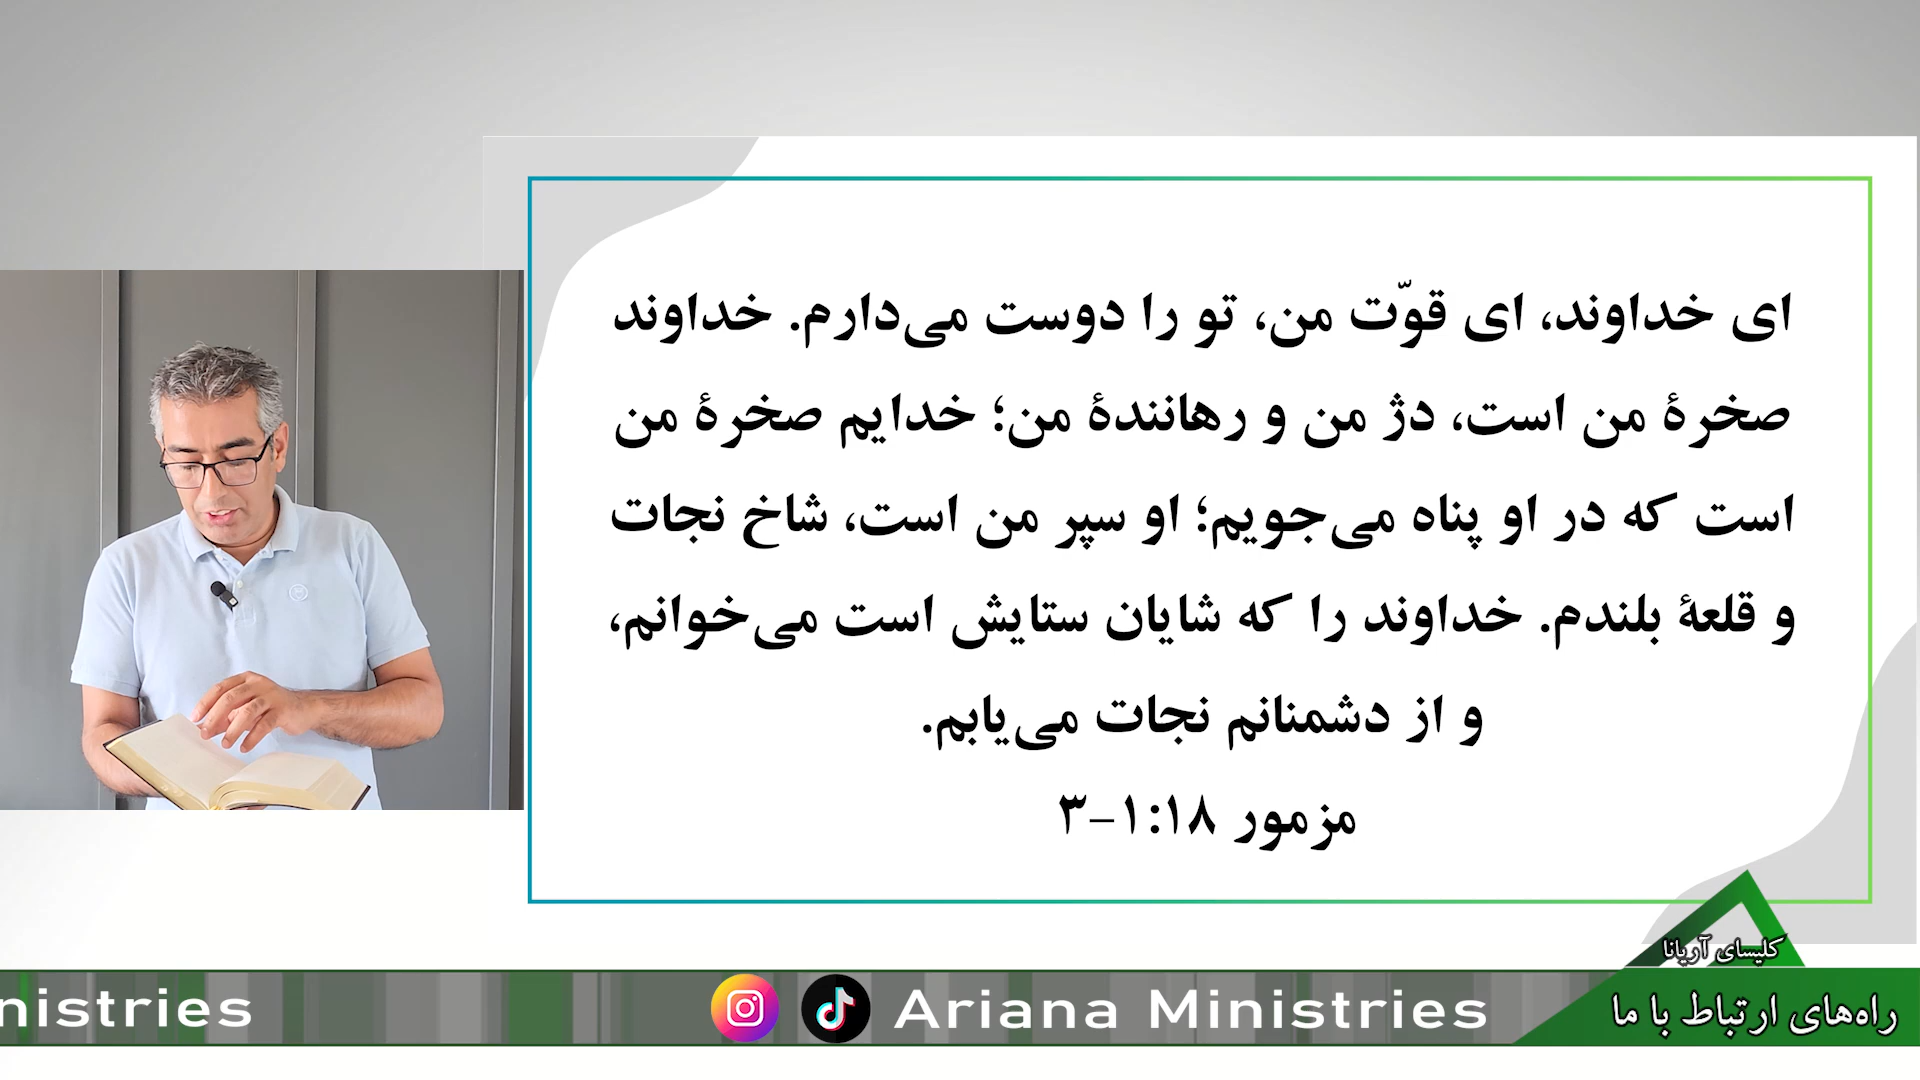 ای خداوند، ای قوّت من، تو را دوست می‌دارم. خداوند
صخرهٔ من است، دژ من و رهانندهٔ من؛ خدایم صخرهٔ من
است که در او پناه می‌جویم؛ او سپر من است، شاخ نجات
و قلعهٔ بلندم. خداوند را که شایان ستایش است می‌خوانم،
و از دشمنانم نجات می‌یابم.
مزمور ۱:۱۸-۳
کلیسای آریانا
راه‌های ارتباط با ما
Ariana Ministries
nistries